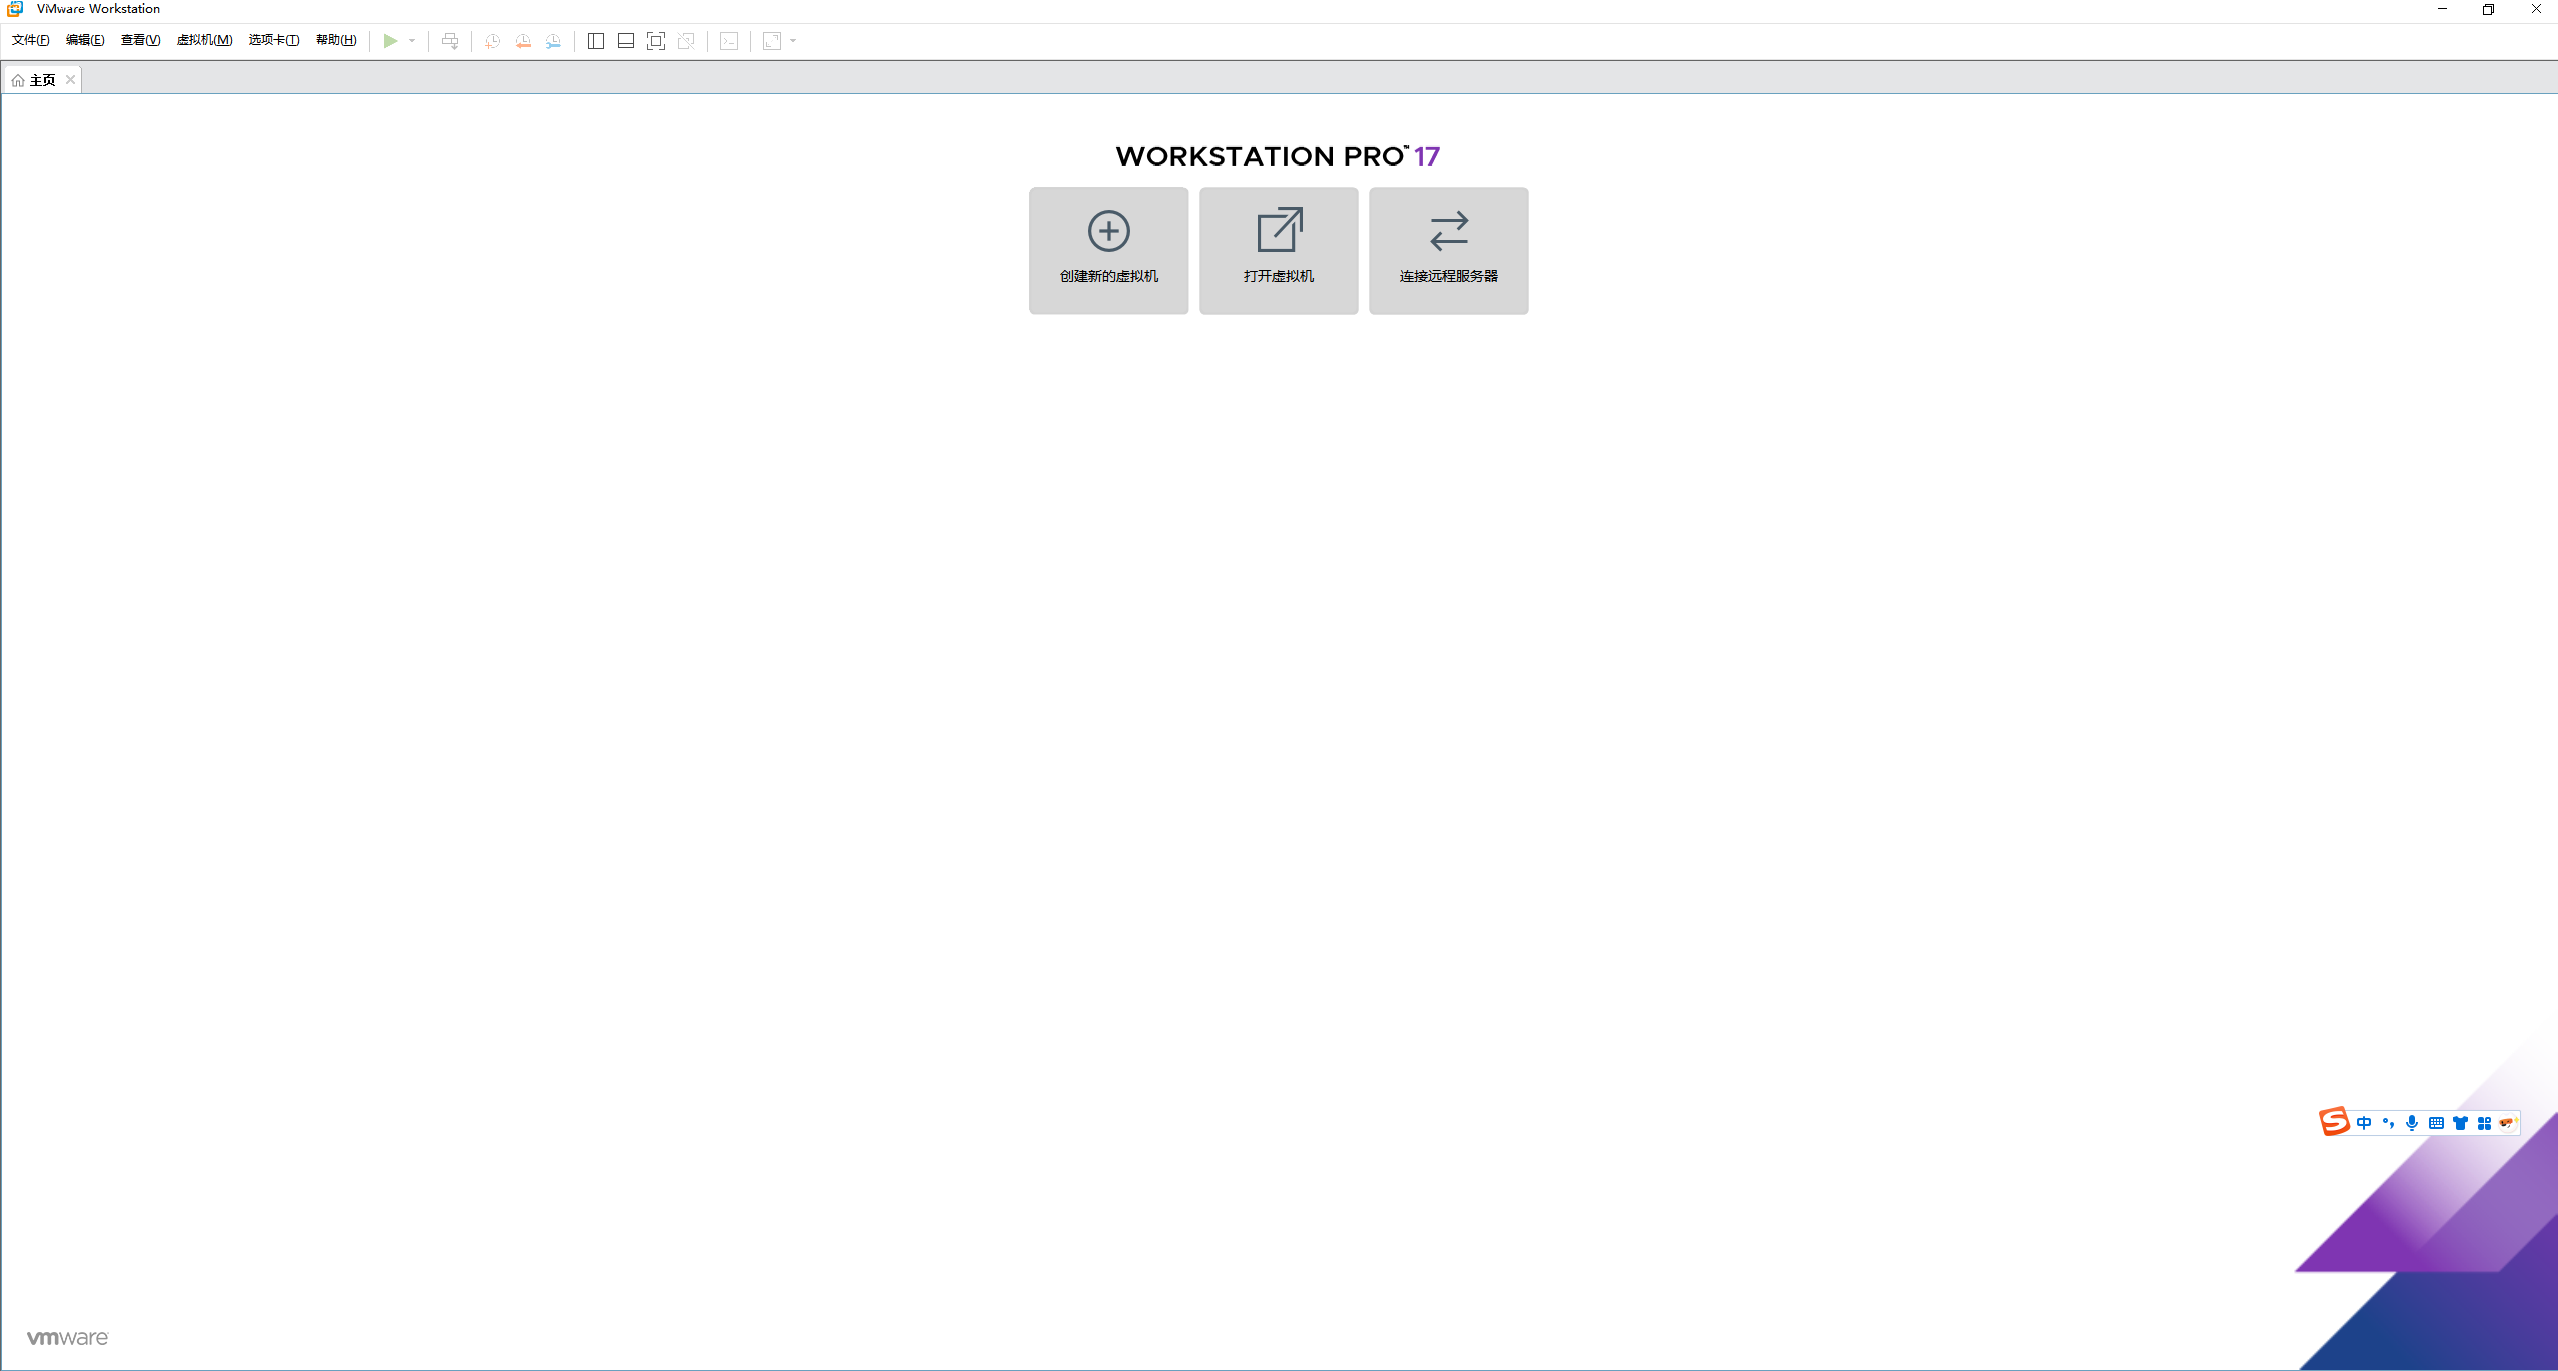 VMware Workstation
文件(F) 编辑(E) 查看(V) 虚拟机(M) 选项卡(T) 帮助(H)
主页
WORKSTATION PRO™ 17
创建新的虚拟机 打开虚拟机 连接远程服务器
S 中
vmware